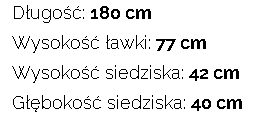 Długość: 180 cm
Wysokość ławki: 77 cm
Wysokość siedziska: 42 cm
Głębokość siedziska: 40 cm